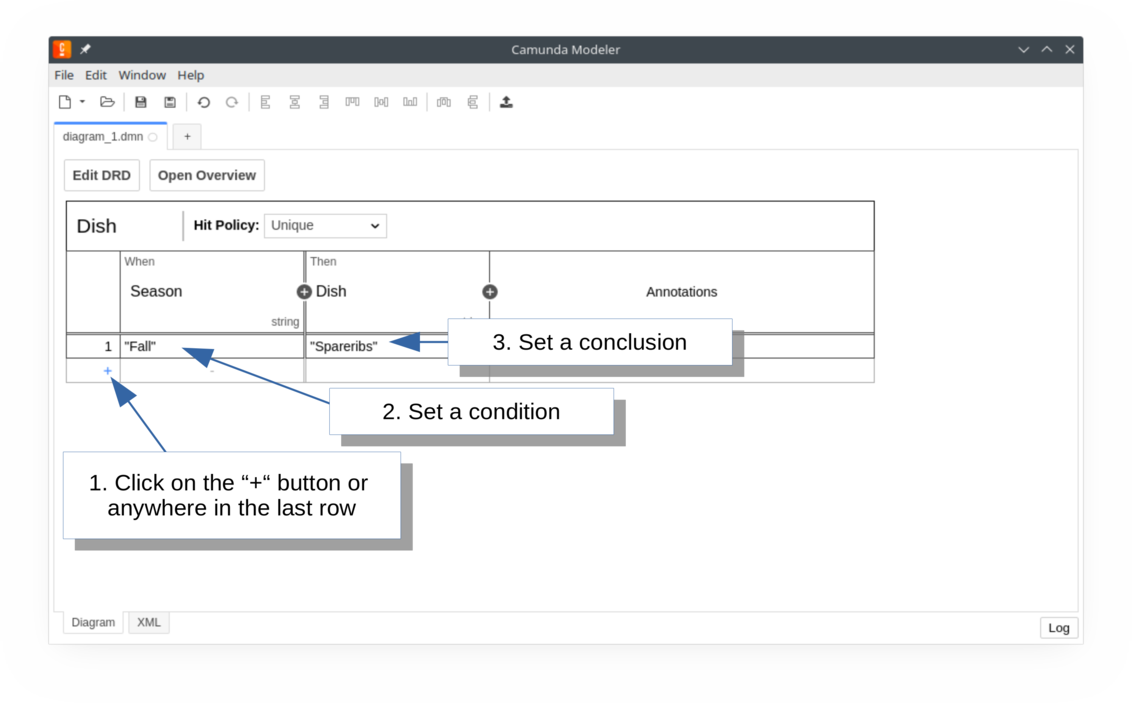 Camunda Modeler
File Edit Window Help
diagram_1.dmn +
Edit DRD Open Overview
Dish Hit Policy: Unique
When Then
Season + Dish + Annotations
string
1 "Fall" "Spareribs"
+ -
3. Set a conclusion
2. Set a condition
1. Click on the “+“ button or
anywhere in the last row
Diagram XML
Log